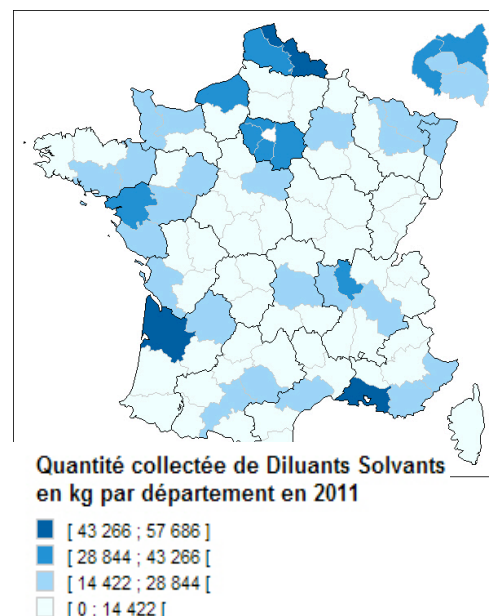 Quantité collectée de Diluants Solvants
en kg par département en 2011
[ 43 266 ; 57 686 ]
[ 28 844 ; 43 266 [
[ 14 422 ; 28 844 [
[ 0 ; 14 422 [